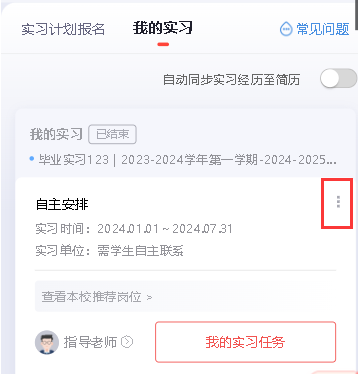 实习计划报名 我的实习 常见问题
自动同步实习经历至简历
我的实习 已结束
毕业实习123 | 2023-2024学年第一学期-2024-2025...
自主安排
实习时间：2024.01.01～2024.07.31
实习单位：需学生自主联系
查看本校推荐岗位 >
指导老师 我的实习任务